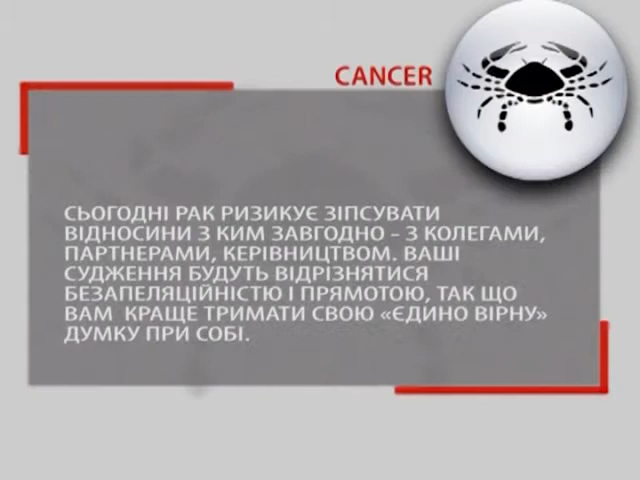 CANCER
СЬОГОДНІ РАК РИЗИКУЄ ЗІПСУВАТИ
ВІДНОСИНИ З КИМ ЗАВГОДНО – З КОЛЕГАМИ,
ПАРТНЕРАМИ, КЕРІВНИЦТВОМ. ВАШІ
СУДЖЕННЯ БУДУТЬ ВІДРІЗНЯТИСЯ
БЕЗАПЕЛЯЦІЙНІСТЮ І ПРЯМОТОЮ, ТАК ЩО
ВАМ  КРАЩЕ ТРИМАТИ СВОЮ «ЄДИНО ВІРНУ»
ДУМКУ ПРИ СОБІ.